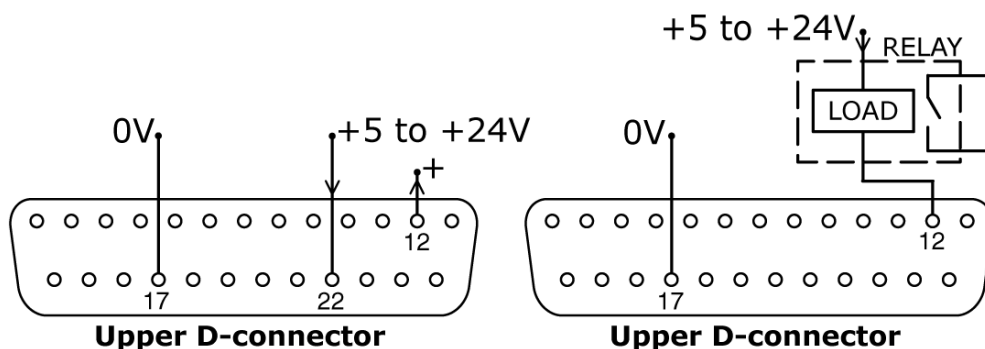 +5 to +24V
RELAY
LOAD
0V
+5 to +24V
+
0V
12
12
17
22
17
Upper D-connector
Upper D-connector